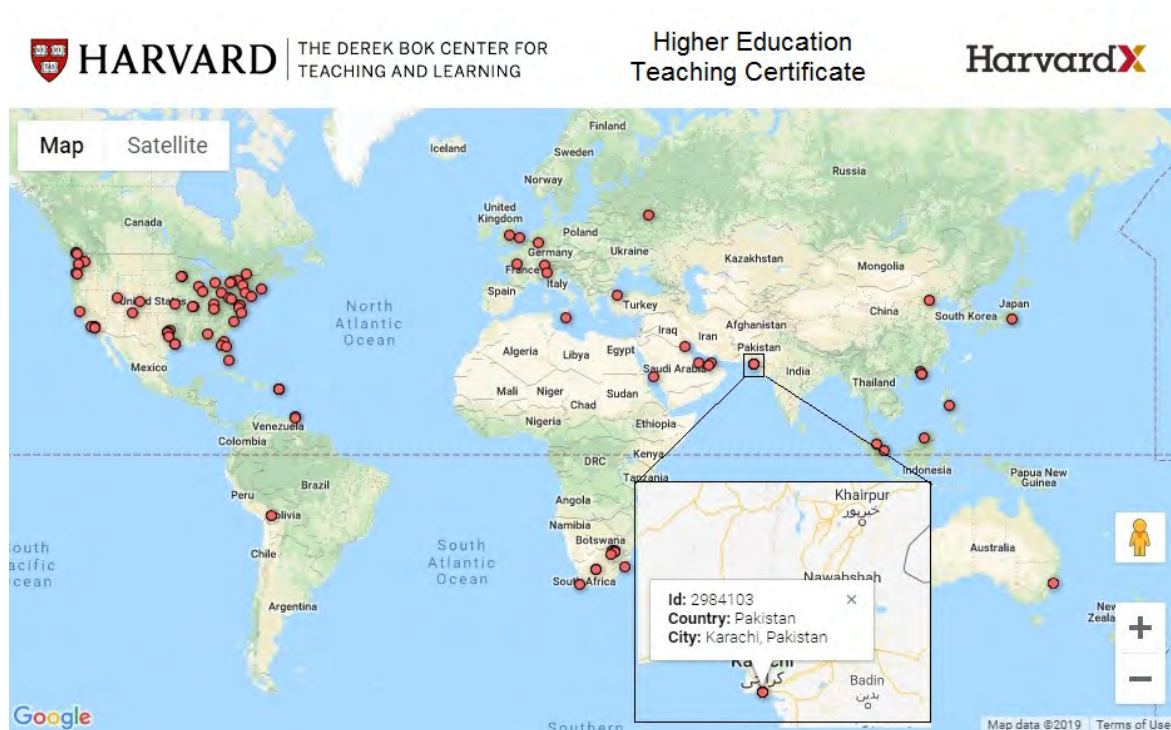 HARVARD
THE DEREK BOK CENTER FOR
TEACHING AND LEARNING
Higher Education
Teaching Certificate
HarvardX
Map
Satellite
Iceland
Finland
Sweden
Norway
Russia
Canada
United
Kingdom
Poland
Germany
Ukraine
Kazakhstan
Mongolia
France
Italy
Spain
Turkey
United States
North
Atlantic
Ocean
China
South Korea
Japan
Iraq
Iran
Afghanistan
Pakistan
Mexico
Algeria
Libya
Egypt
Saudi Arabia
India
Thailand
Mali
Niger
Sudan
Chad
Nigeria
Ethiopia
Venezuela
Colombia
DRC
Kenya
Tanzania
Indonesia
Papua New
Guinea
Peru
Brazil
Bolivia
Angola
Namibia
Botswana
Chile
South
Atlantic
Ocean
South Africa
Australia
Argentina
Khairpur
خیرپور
Nawabshah
Id: 2984103
Country: Pakistan
City: Karachi, Pakistan
×
Karachi
کراچی
Badin
بدین
+
−
Google
Southern
Map data ©2019
Terms of Use